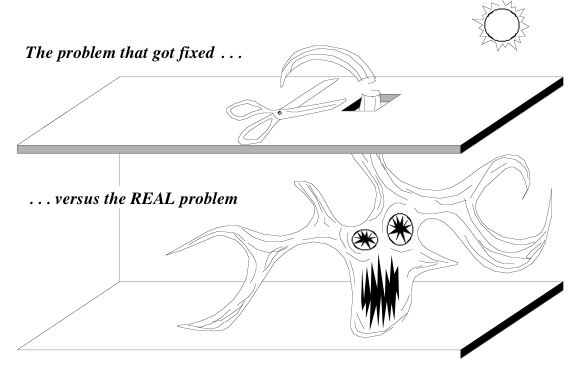 The problem that got fixed . . .
. . . versus the REAL problem